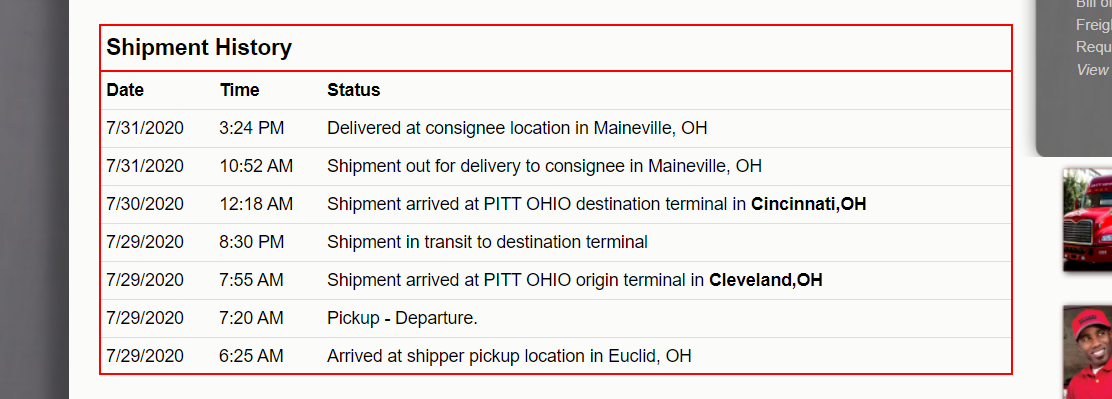 Bill of
Freigh
Requ
View
Shipment History
Date Time Status
7/31/2020 3:24 PM Delivered at consignee location in Maineville, OH
7/31/2020 10:52 AM Shipment out for delivery to consignee in Maineville, OH
7/30/2020 12:18 AM Shipment arrived at PITT OHIO destination terminal in Cincinnati,OH
7/29/2020 8:30 PM Shipment in transit to destination terminal
7/29/2020 7:55 AM Shipment arrived at PITT OHIO origin terminal in Cleveland,OH
7/29/2020 7:20 AM Pickup - Departure.
7/29/2020 6:25 AM Arrived at shipper pickup location in Euclid, OH